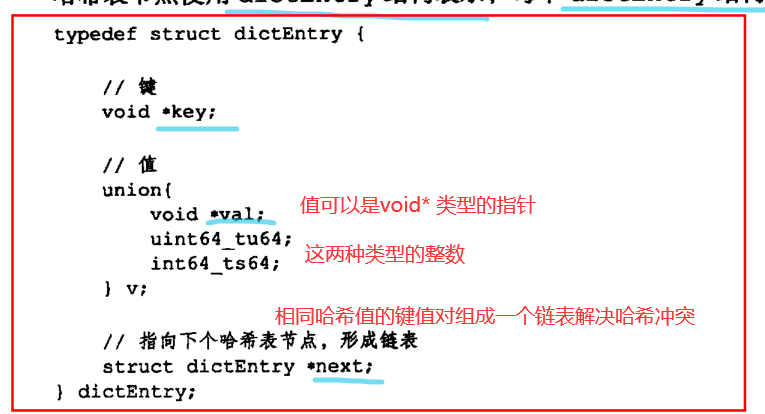 typedef struct dictEntry {
// 键
void *key;
// 值
union{
void *val;
值可以是void* 类型的指针
uint64_tu64;
这两种类型的整数
int64_ts64;
} v;
相同哈希值的键值对组成一个链表解决哈希冲突
// 指向下个哈希表节点，形成链表
struct dictEntry *next;
} dictEntry;